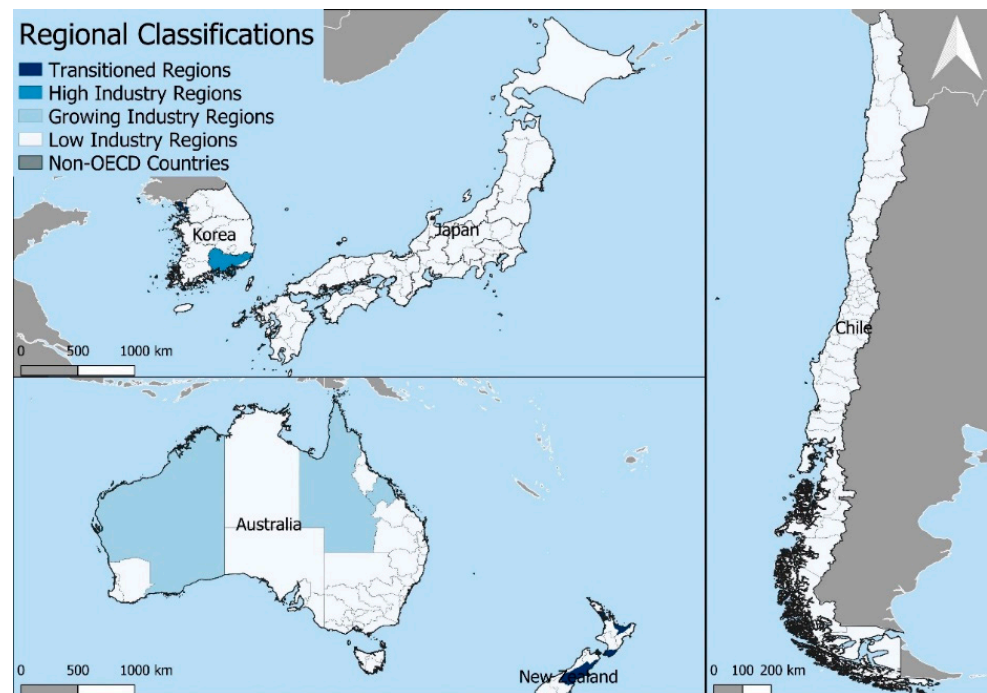 Regional Classifications
Transitioned Regions
High Industry Regions
Growing Industry Regions
Low Industry Regions
Non-OECD Countries
Korea
Japan
0 500 1000 km
Chile
Australia
New Zealand
0 500 1000 km
0 100 200 km